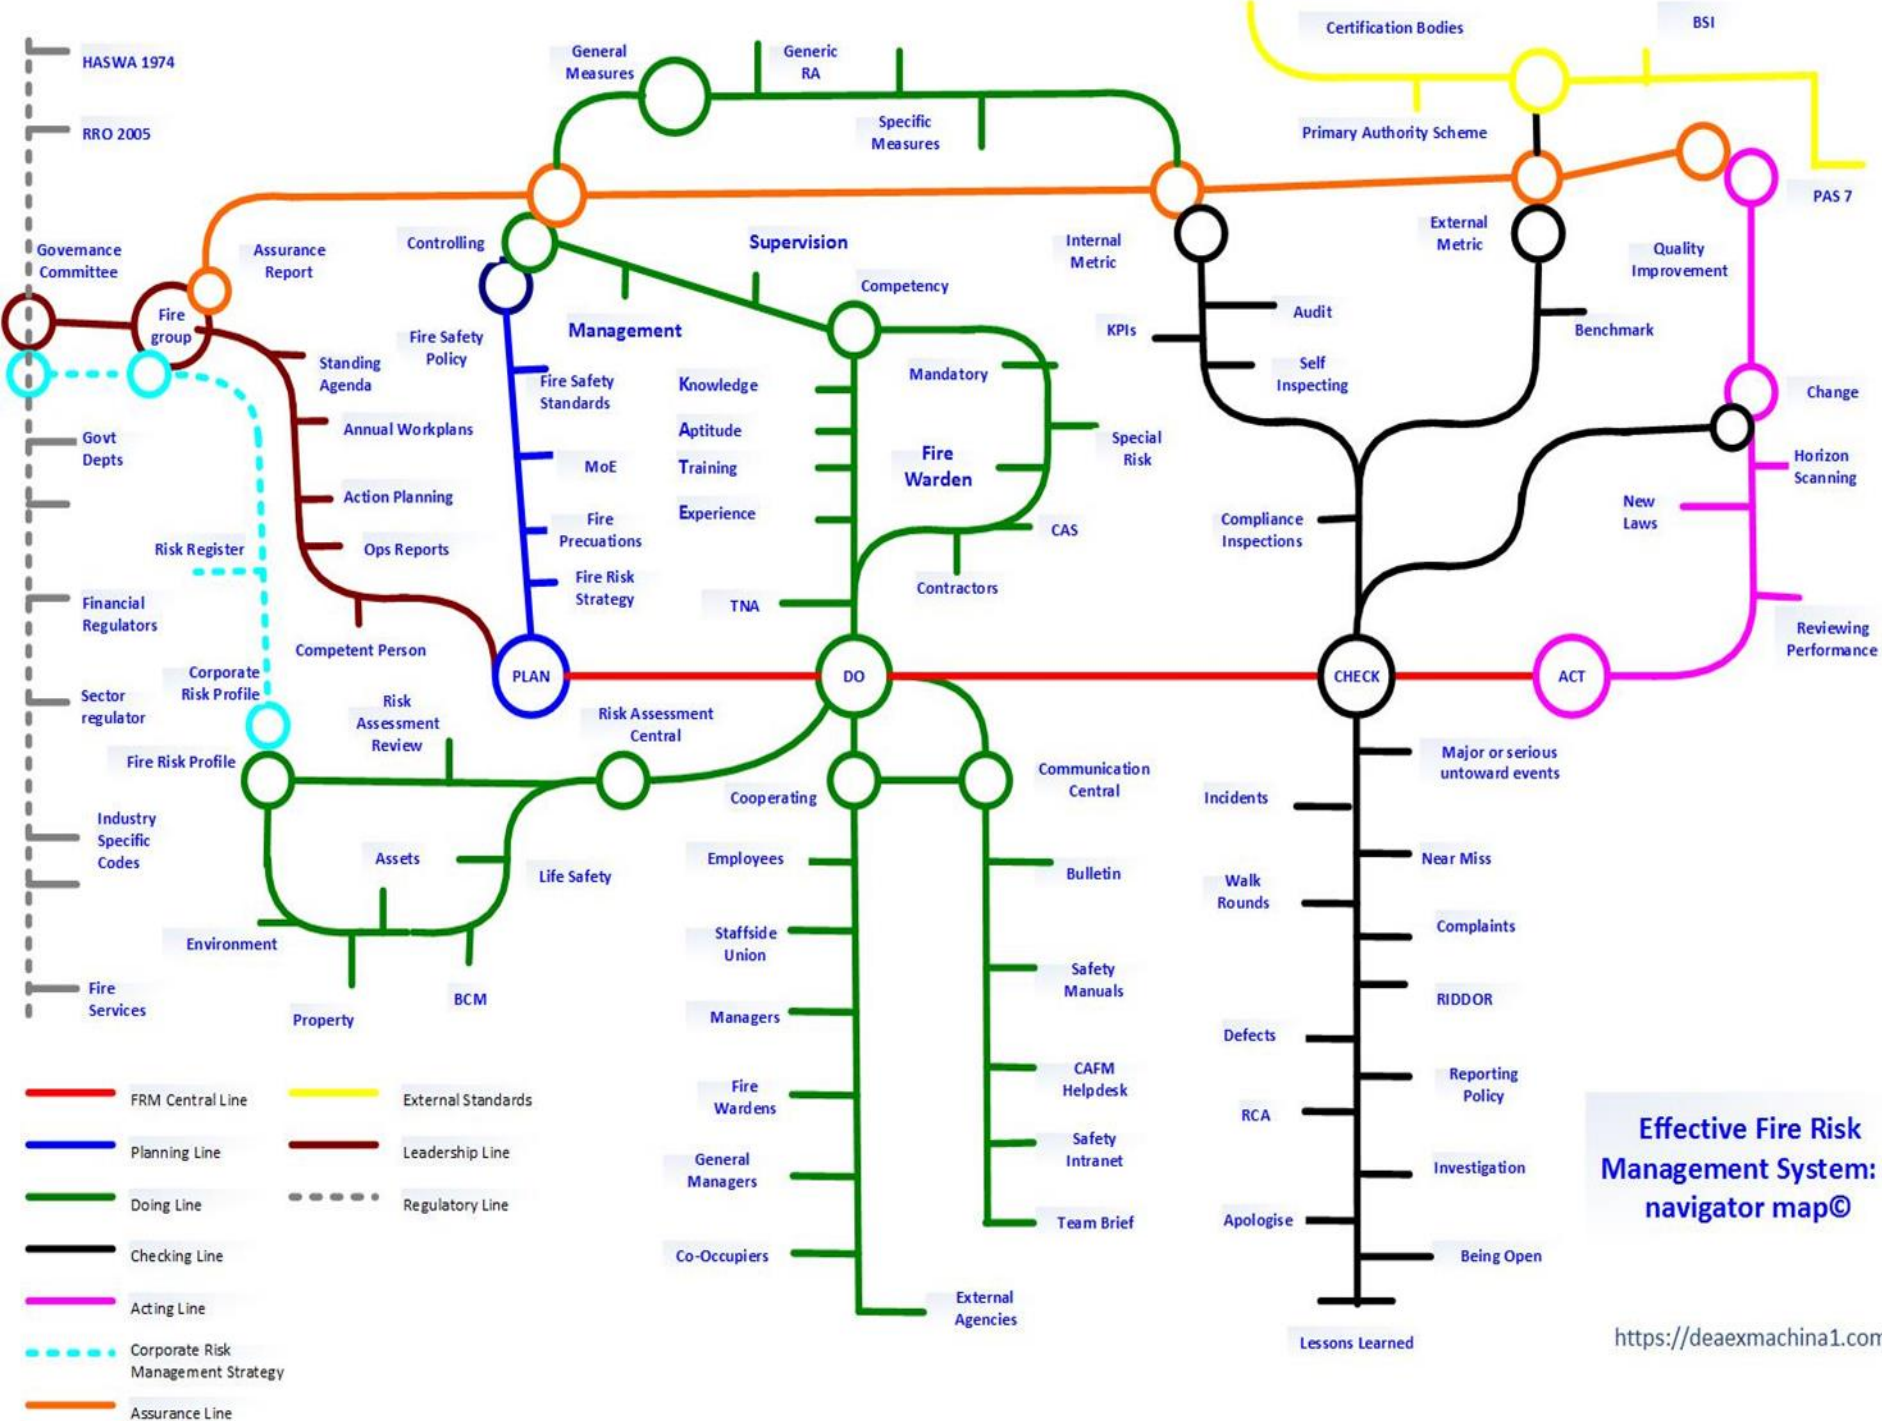 Certification Bodies
BSI
General
Measures
Generic
RA
HASWA 1974
RRO 2005
Specific
Measures
Primary Authority Scheme
PAS 7
Governance
Committee
Assurance
Report
Controlling
Supervision
Internal
Metric
External
Metric
Quality
Improvement
Fire
group
Competency
Fire Safety
Policy
Management
KPIs
Audit
Benchmark
Standing
Agenda
Fire Safety
Standards
Knowledge
Mandatory
Self
Inspecting
Change
Annual Workplans
Aptitude
Govt
Depts
MoE
Training
Fire
Warden
Special
Risk
Horizon
Scanning
Action Planning
Experience
New
Laws
Fire
Precuations
CAS
Compliance
Inspections
Risk Register
Ops Reports
Fire Risk
Strategy
Contractors
TNA
Financial
Regulators
Competent Person
Reviewing
Performance
Corporate
Risk Profile
PLAN
DO
CHECK
ACT
Sector
regulator
Risk
Assessment
Review
Risk Assessment
Central
Fire Risk Profile
Cooperating
Communication
Central
Major or serious
untoward events
Incidents
Industry
Specific
Codes
Assets
Life Safety
Employees
Bulletin
Near Miss
Walk
Rounds
Environment
Staffside
Union
Complaints
Safety
Manuals
RIDDOR
Fire
Services
Property
BCM
Managers
Defects
CAFM
Helpdesk
Reporting
Policy
Fire
Wardens
RCA
Safety
Intranet
Investigation
General
Managers
Team Brief
Apologise
Being Open
Co-Occupiers
External
Agencies
Lessons Learned
FRM Central Line
Planning Line
Doing Line
Checking Line
Acting Line
Corporate Risk
Management Strategy
Assurance Line
External Standards
Leadership Line
Regulatory Line
Effective Fire Risk
Management System:
navigator map©
https://deaexmachina1.com